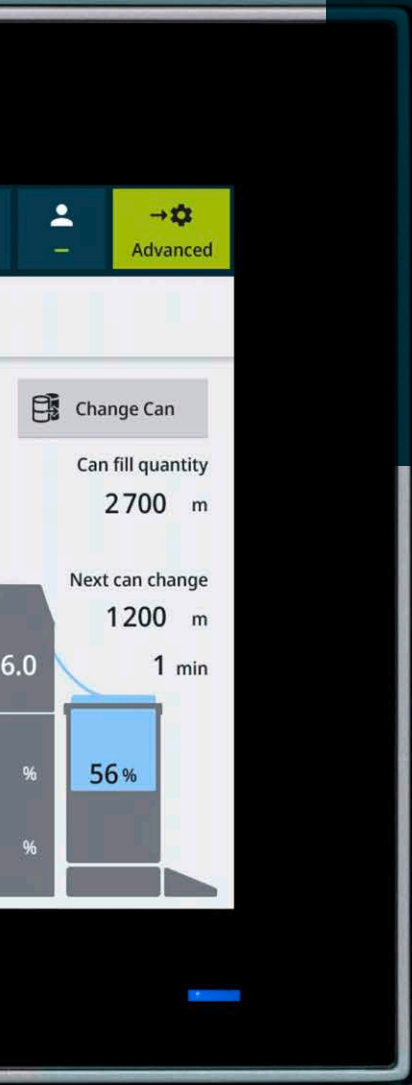 Advanced
Change Can
Can fill quantity
2700 m
Next can change
1200 m
6.0
1 min
%
56 %
%